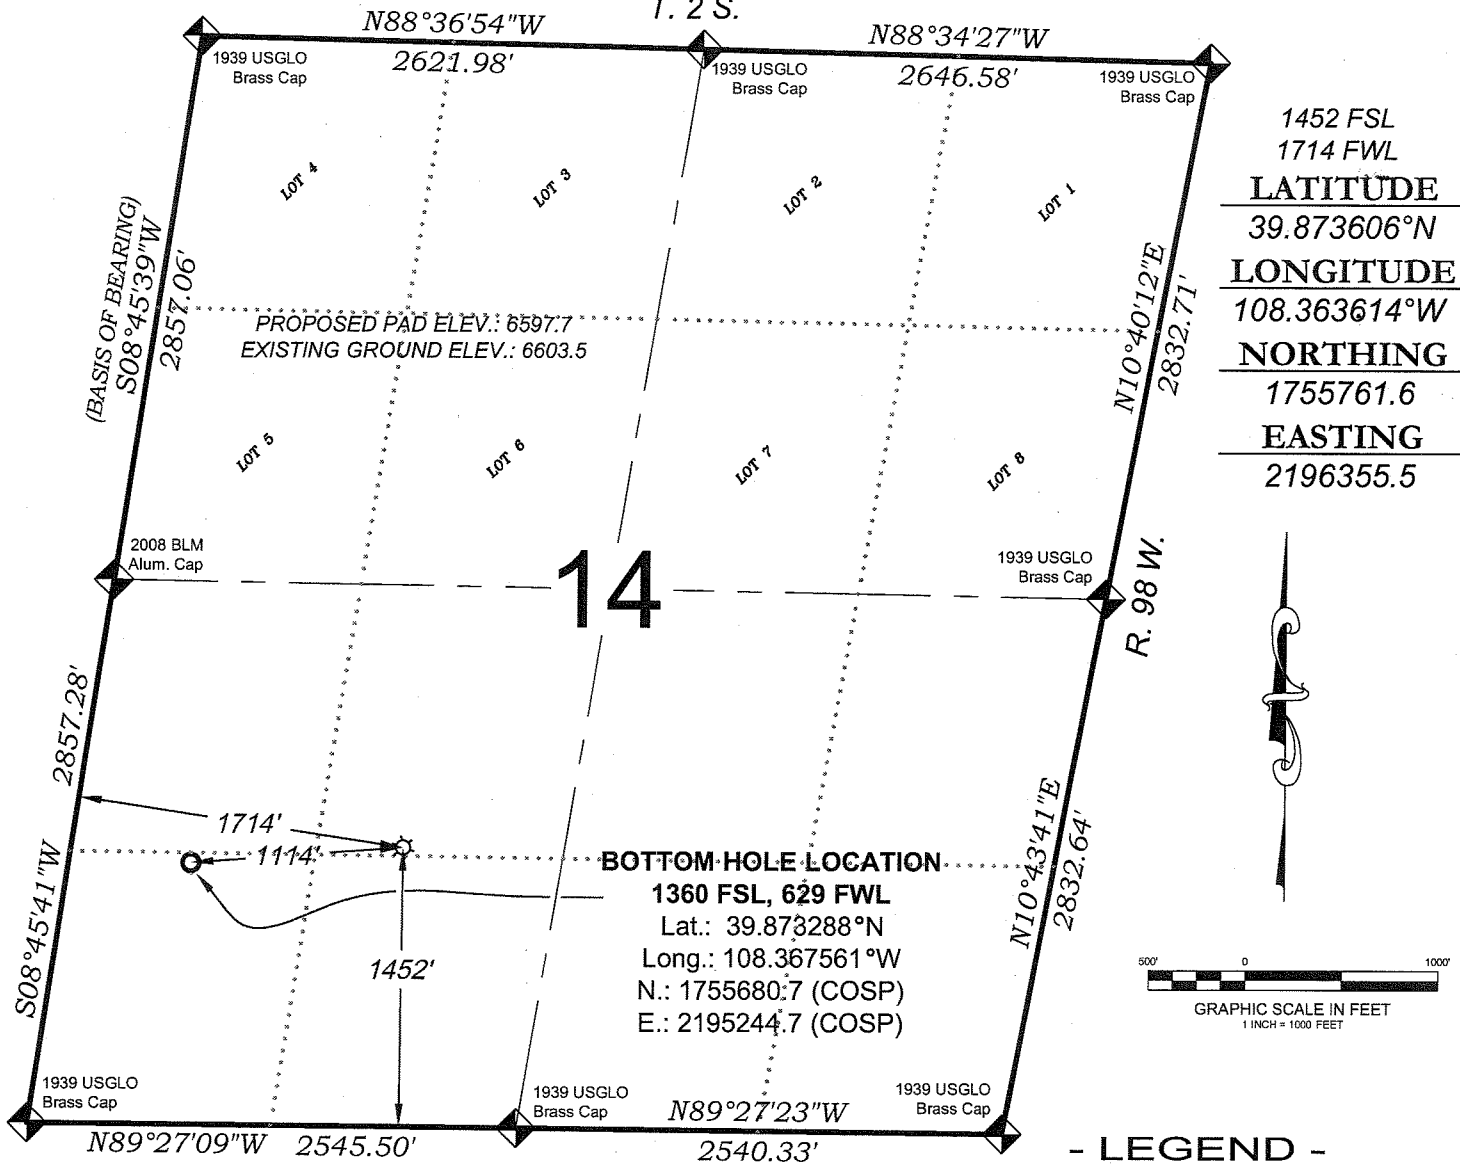 T. 2 S.
N88°36'54"W
2621.98'
N88°34'27"W
2646.58'
1939 USGLO
Brass Cap
1939 USGLO
Brass Cap
1939 USGLO
Brass Cap
1452 FSL
1714 FWL
LATITUDE
39.873606°N
LONGITUDE
108.363614°W
NORTHING
1755761.6
EASTING
2196355.5
LOT 4
LOT 3
LOT 2
LOT 1
(BASIS OF BEARING)
S08°45'39"W
2857.06'
N10°40'12"E
2832.71'
PROPOSED PAD ELEV.: 6597.7
EXISTING GROUND ELEV.: 6603.5
LOT 5
LOT 6
LOT 7
LOT 8
2008 BLM
Alum. Cap
14
1939 USGLO
Brass Cap
R. 98 W.
2857.28'
S08°45'41"W
1714'
1114'
1452'
BOTTOM HOLE LOCATION
1360 FSL, 629 FWL
Lat.: 39.873288°N
Long.: 108.367561°W
N.: 1755680.7 (COSP)
E.: 2195244.7 (COSP)
N10°43'41"E
2832.64'
500'
0
1000'
GRAPHIC SCALE IN FEET
1 INCH = 1000 FEET
1939 USGLO
Brass Cap
1939 USGLO
Brass Cap
1939 USGLO
Brass Cap
N89°27'09"W 2545.50'
N89°27'23"W
2540.33'
- LEGEND -